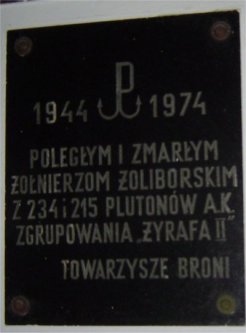 1944 1974
POLEGŁYM I ZMARŁYM
ŻOŁNIERZOM ŻOLIBORSKIM
Z 234 i 215 PLUTONÓW A.K.
ZGRUPOWANIA „ŻYRAFA II"
TOWARZYSZE BRONI